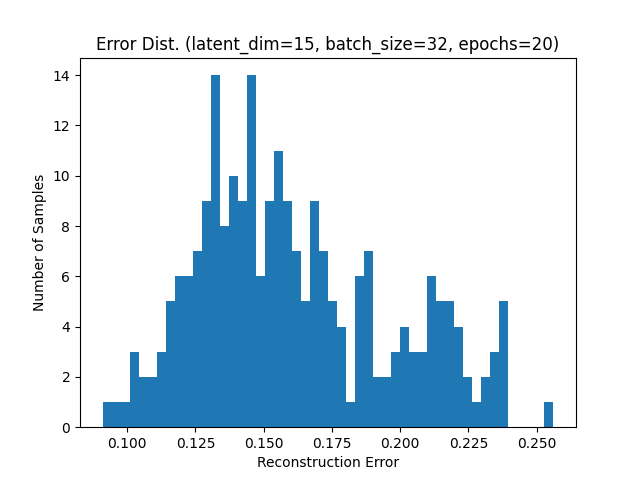 Error Dist. (latent_dim=15, batch_size=32, epochs=20)
14
12
10
8
6
4
2
0
Number of Samples
0.100 0.125 0.150 0.175 0.200 0.225 0.250
Reconstruction Error